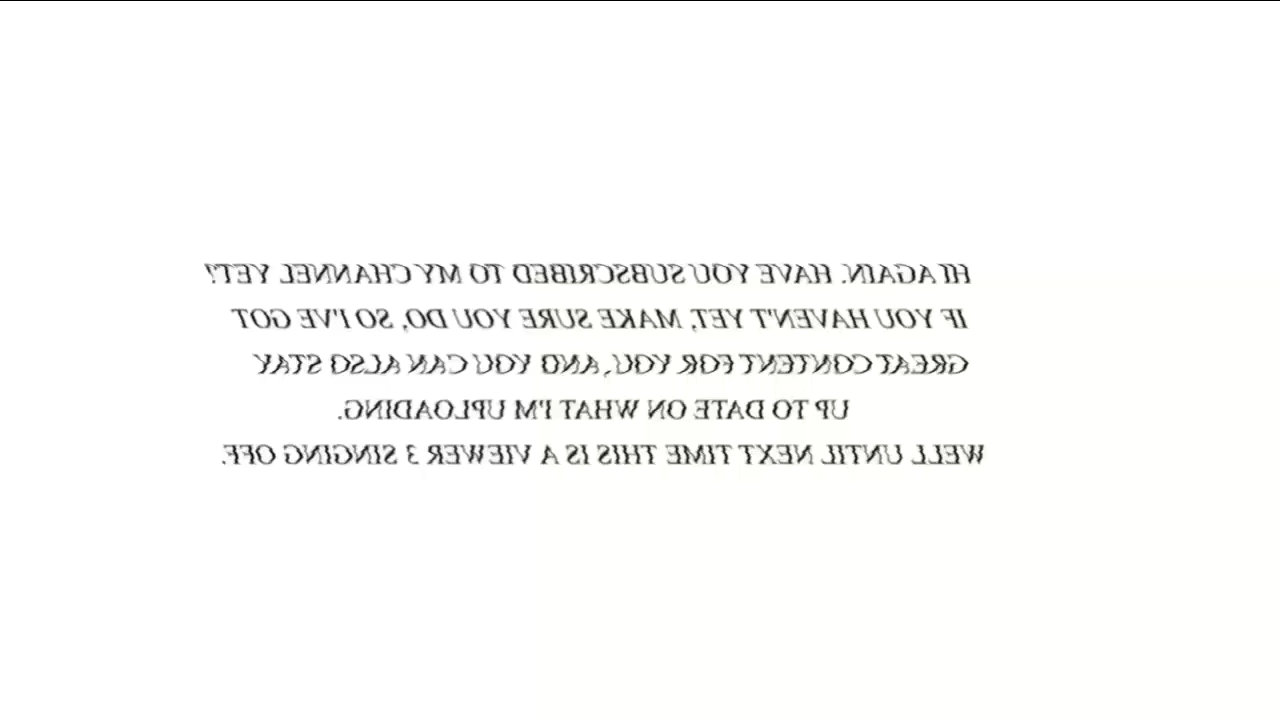 HI AGAIN. HAVE YOU SUBSCRIBED TO MY CHANNEL YET?
IF YOU HAVEN'T YET, MAKE SURE YOU DO, SO I'VE GOT
GREAT CONTENT FOR YOU, AND YOU CAN ALSO STAY
UP TO DATE ON WHAT I'M UPLOADING.
WELL UNTIL NEXT TIME THIS IS A VIEWER 3 SINGING OFF.